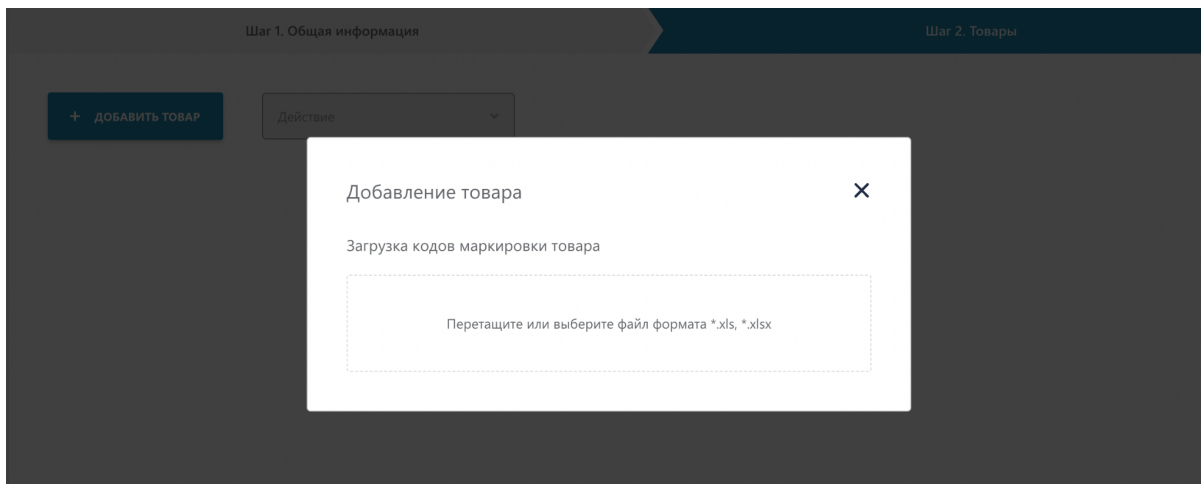 Шаг 1. Общая информация
Шаг 2. Товары
+ ДОБАВИТЬ ТОВАР
Действие
Добавление товара
Загрузка кодов маркировки товара
Перетащите или выберите файл формата *.xls, *.xlsx